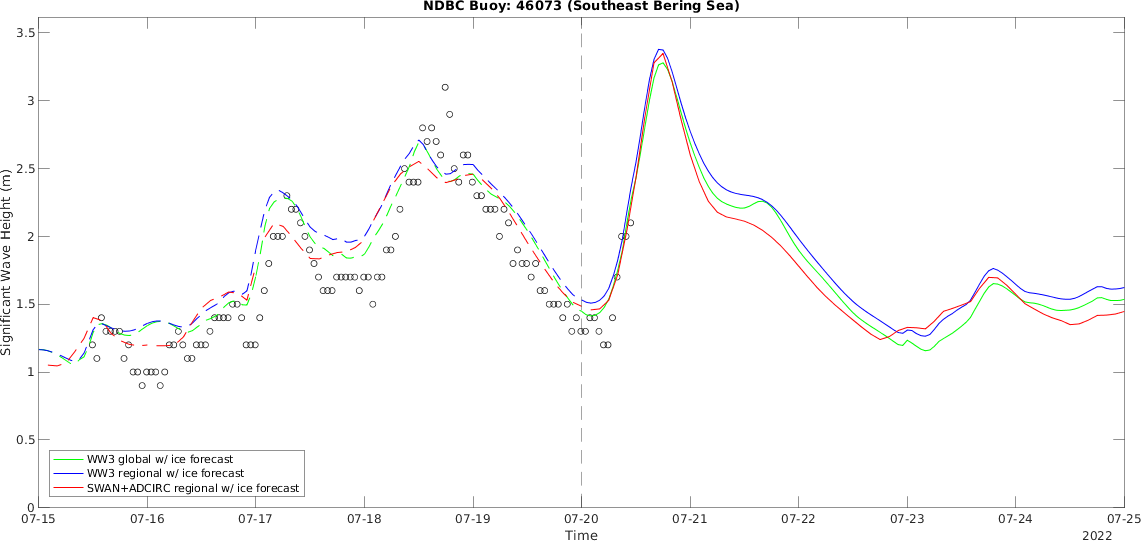 NDBC Buoy: 46073 (Southeast Bering Sea)
Significant Wave Height (m)
3.5
3
2.5
2
1.5
1
0.5
0
WW3 global w/ ice forecast
WW3 regional w/ ice forecast
SWAN+ADCIRC regional w/ ice forecast
07-15 07-16 07-17 07-18 07-19 07-20 07-21 07-22 07-23 07-24 07-25
Time
2022